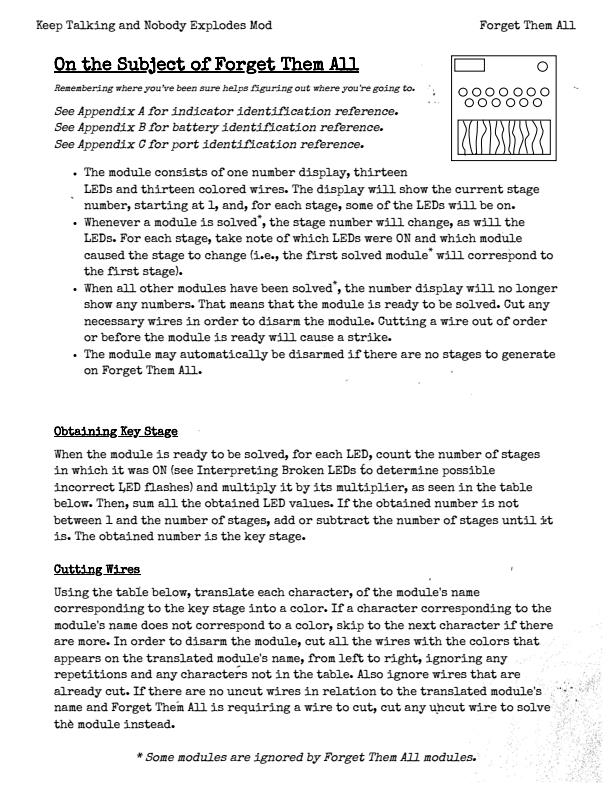 Keep Talking and Nobody Explodes Mod
Forget Them All
On the Subject of Forget Them All
Remembering where you've been sure helps figuring out where you're going to.
See Appendix A for indicator identification reference.
See Appendix B for battery identification reference.
See Appendix C for port identification reference.
• The module consists of one number display, thirteen
LEDs and thirteen colored wires. The display will show the current stage
number, starting at 1, and, for each stage, some of the LEDs will be on.
• Whenever a module is solved*, the stage number will change, as will the
LEDs. For each stage, take note of which LEDs were ON and which module
caused the stage to change (i.e., the first solved module* will correspond to
the first stage).
• When all other modules have been solved*, the number display will no longer
show any numbers. That means that the module is ready to be solved. Cut any
necessary wires in order to disarm the module. Cutting a wire out of order
or before the module is ready will cause a strike.
• The module may automatically be disarmed if there are no stages to generate
on Forget Them All.
Obtaining Key Stage
When the module is ready to be solved, for each LED, count the number of stages
in which it was ON (see Interpreting Broken LEDs to determine possible
incorrect LED flashes) and multiply it by its multiplier, as seen in the table
below. Then, sum all the obtained LED values. If the obtained number is not
between 1 and the number of stages, add or subtract the number of stages until it
is. The obtained number is the key stage.
Cutting Wires
Using the table below, translate each character, of the module's name
corresponding to the key stage into a color. If a character corresponding to the
module's name does not correspond to a color, skip to the next character if there
are more. In order to disarm the module, cut all the wires with the colors that
appears on the translated module's name, from left to right, ignoring any
repetitions and any characters not in the table. Also ignore wires that are
already cut. If there are no uncut wires in relation to the translated module's
name and Forget Them All is requiring a wire to cut, cut any uncut wire to solve
the module instead.
* Some modules are ignored by Forget Them All modules.